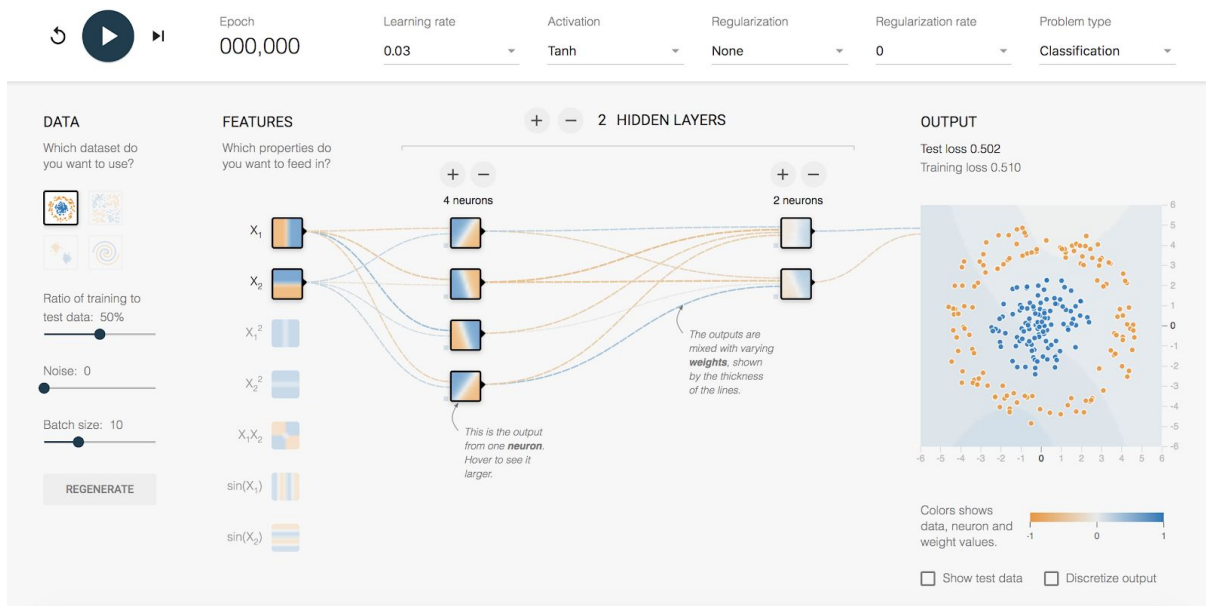 Epoch
000,000
Learning rate
0.03
Activation
Tanh
Regularization
None
Regularization rate
0
Problem type
Classification
DATA
Which dataset do
you want to use?
Ratio of training to
test data: 50%
Noise: 0
Batch size: 10
REGENERATE
FEATURES
Which properties do
you want to feed in?
X₁
X₂
X₁²
X₂²
X₁X₂
sin(X₁)
sin(X₂)
+ − 2 HIDDEN LAYERS
+ −
4 neurons
+ −
2 neurons
The outputs are
mixed with varying
weights, shown
by the thickness
of the lines.
This is the output
from one neuron.
Hover to see it
larger.
OUTPUT
Test loss 0.502
Training loss 0.510
6
5
4
3
2
1
0
-1
-2
-3
-4
-5
-6
-6 -5 -4 -3 -2 -1 0 1 2 3 4 5 6
Colors shows
data, neuron and
weight values.
-1 0 1
Show test data
Discretize output